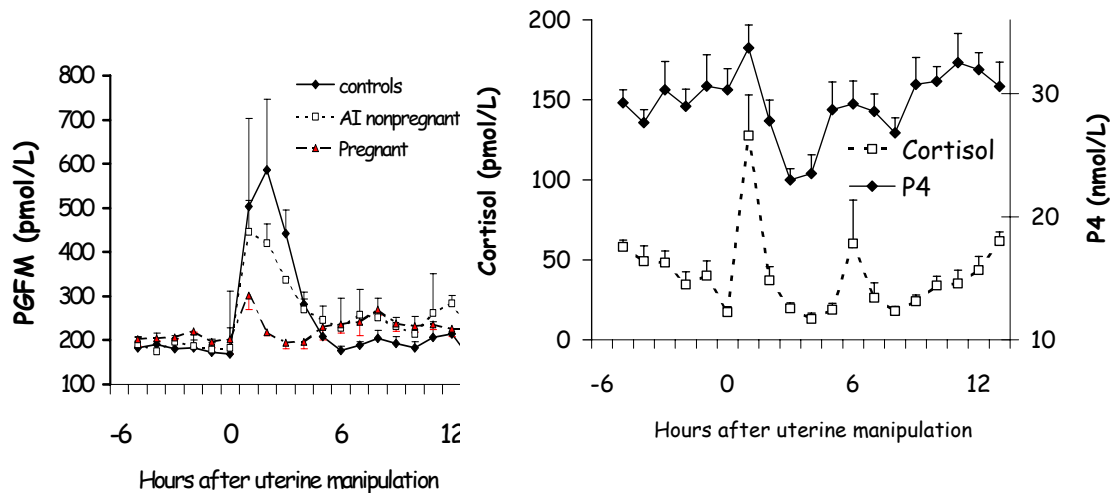 800
700
600
500
400
300
200
100
PGFM (pmol/L)
controls
AI nonpregnant
Pregnant
-6
0
6
12
Hours after uterine manipulation
200
150
100
50
0
Cortisol (pmol/L)
Cortisol
P4
30
20
10
P4 (nmol/L)
-6
0
6
12
Hours after uterine manipulation